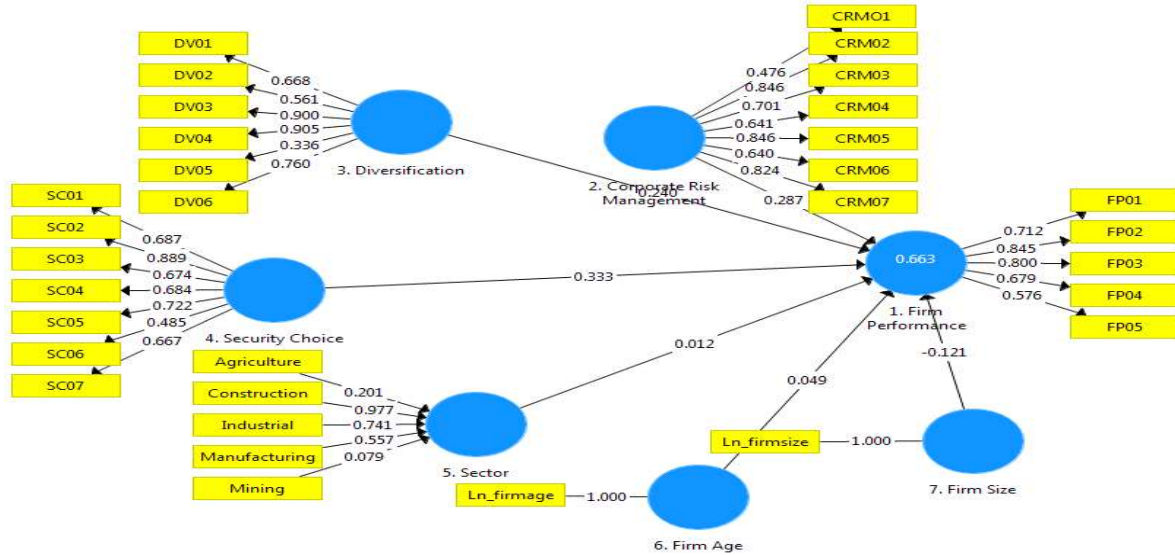 DV01
DV02
DV03
DV04
DV05
DV06
0.668
0.561
0.900
0.905
0.336
0.760
3. Diversification
CRMO1
CRM02
CRM03
CRM04
CRM05
CRM06
CRM07
0.476
0.846
0.701
0.641
0.846
0.640
0.824
2. Corporate Risk
Management
0.240
0.287
SC01
SC02
SC03
SC04
SC05
SC06
SC07
0.687
0.889
0.674
0.684
0.722
0.485
0.667
4. Security Choice
0.333
0.663
1. Firm
Performance
FP01
FP02
FP03
FP04
FP05
0.712
0.845
0.800
0.679
0.576
Agriculture
Construction
Industrial
Manufacturing
Mining
0.201
0.977
0.741
0.557
0.079
5. Sector
0.012
0.049
-0.121
Ln_firmsize
1.000
7. Firm Size
Ln_firmage
1.000
6. Firm Age